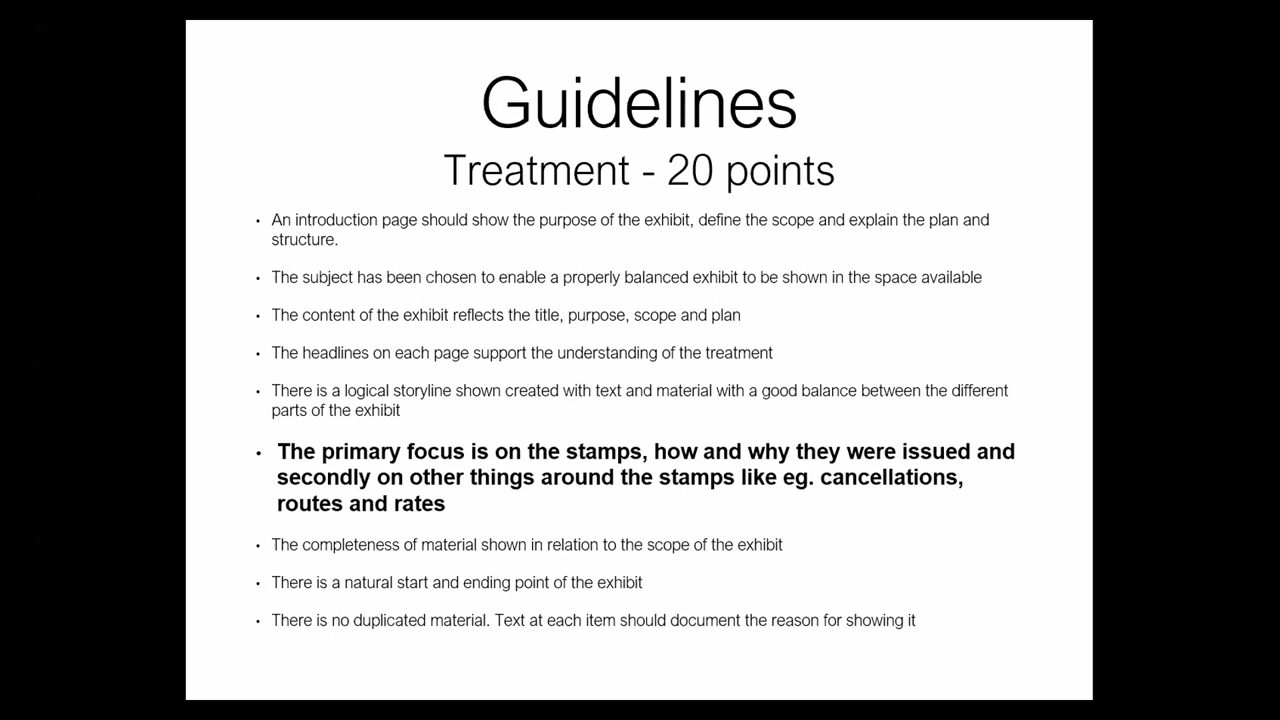 Guidelines
Treatment - 20 points
• An introduction page should show the purpose of the exhibit, define the scope and explain the plan and
structure.
• The subject has been chosen to enable a properly balanced exhibit to be shown in the space available
• The content of the exhibit reflects the title, purpose, scope and plan
• The headlines on each page support the understanding of the treatment
• There is a logical storyline shown created with text and material with a good balance between the different
parts of the exhibit
• The primary focus is on the stamps, how and why they were issued and
secondly on other things around the stamps like eg. cancellations,
routes and rates
• The completeness of material shown in relation to the scope of the exhibit
• There is a natural start and ending point of the exhibit
• There is no duplicated material. Text at each item should document the reason for showing it